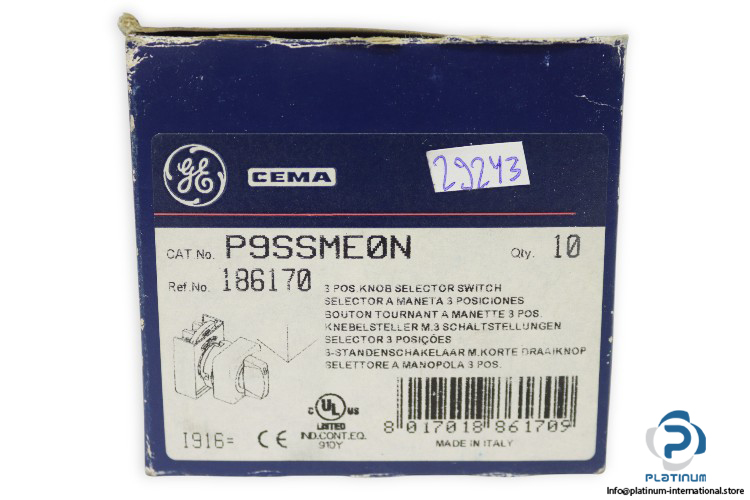 GE
CEMA
29243
CAT No. P9SSME0N Qty. 10
Ref.No. 186170
3 POS. KNOB SELECTOR SWITCH
SELECTOR A MANETA 3 POSICIONES
BOUTON TOURNANT A MANETTE 3 POS.
KNEBELSTELLER M.3 SCHALTSTELLUNGEN
SELECTOR 3 POSIÇÕES
3-STANDENSCHAKELAAR M.KORTE DRAAIKNOP
SELETTORE A MANOPOLA 3 POS.
I916=
CE
C UL US
LISTED
IND.CONT.EQ.
910Y
8 017018 861709
MADE IN ITALY
PLATINUM
Info@platinum-international.store